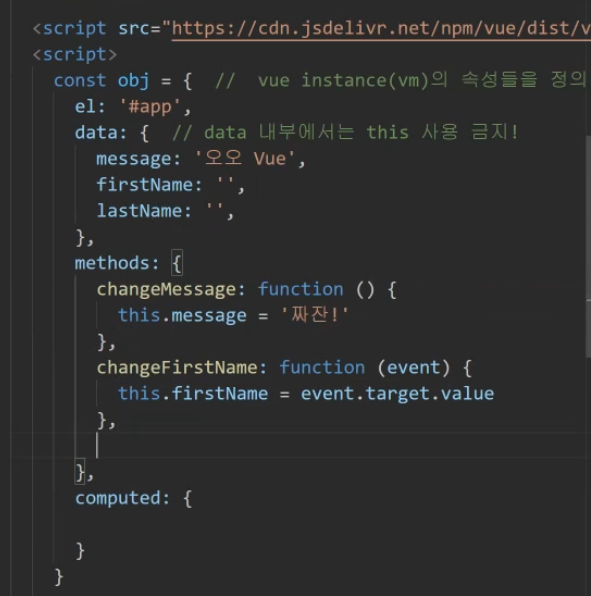 <script src="https://cdn.jsdelivr.net/npm/vue/dist/v
<script>
const obj = { // vue instance(vm)의 속성들을 정의
el: '#app',
data: { // data 내부에서는 this 사용 금지!
message: '오오 Vue',
firstName: '',
lastName: '',
},
methods: {
changeMessage: function () {
this.message = '짜잔!'
},
changeFirstName: function (event) {
this.firstName = event.target.value
},
},
computed: {
}
}